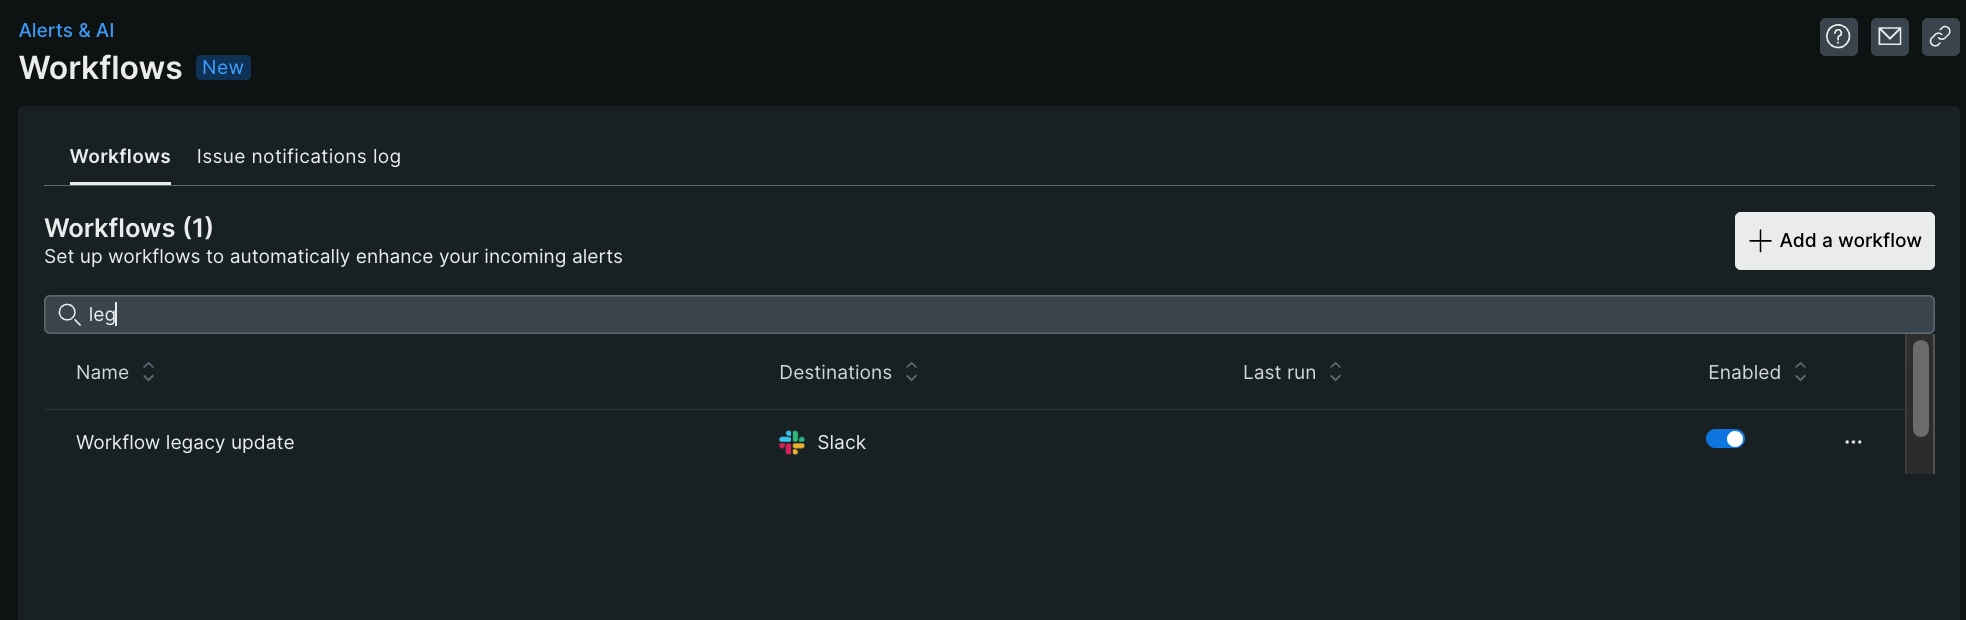 Alerts & AI
Workflows New
Workflows Issue notifications log
Workflows (1)
Set up workflows to automatically enhance your incoming alerts
Add a workflow
leg
Name Destinations Last run Enabled
Workflow legacy update Slack